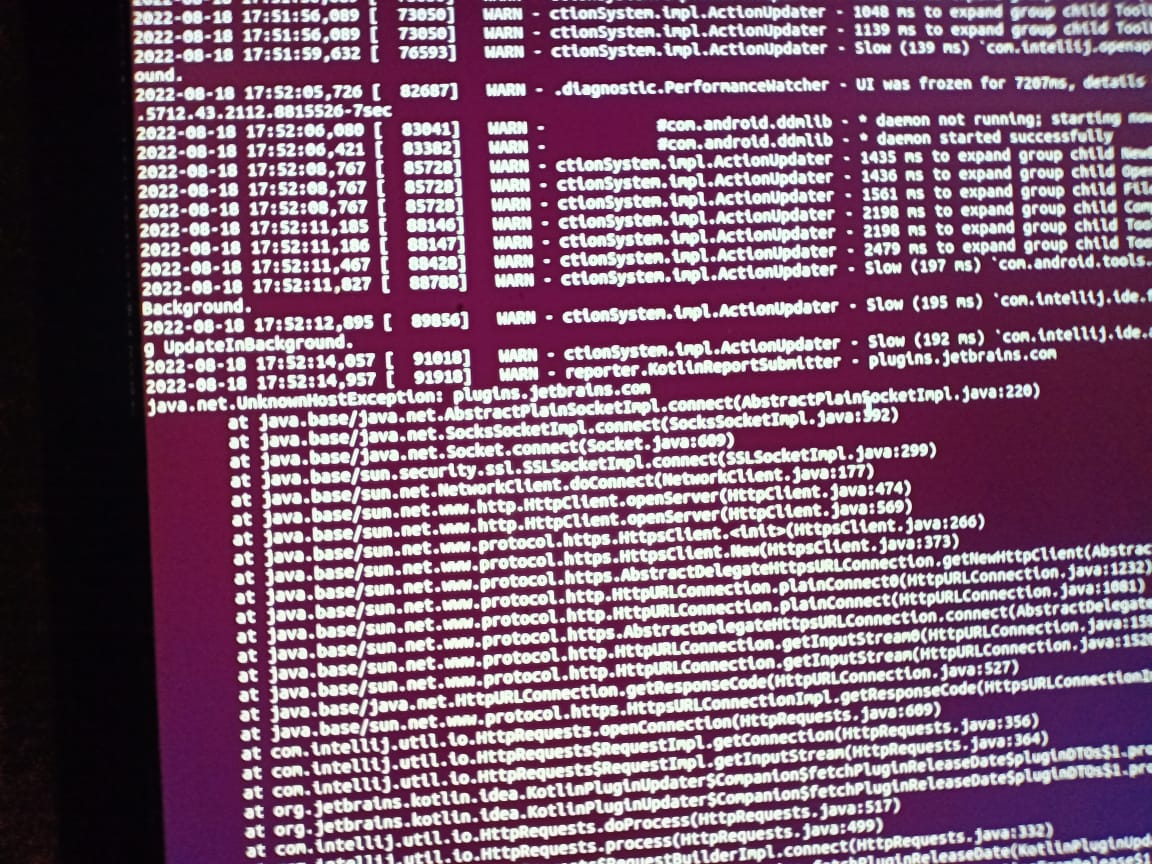 2022-08-18 17:51:56,089 [  73050]   WARN - ctionSystem.impl.ActionUpdater - 1048 ms to expand group child
2022-08-18 17:51:56,089 [  73050]   WARN - ctionSystem.impl.ActionUpdater - 1139 ms to expand group child
2022-08-18 17:51:59,632 [  76593]   WARN - ctionSystem.impl.ActionUpdater - Slow (139 ms) `com.intellij.openap
ound.
2022-08-18 17:52:05,726 [  82687]   WARN - .diagnostic.PerformanceWatcher - UI was frozen for 7207ms, details
.5712.43.2112.8815526-7sec
2022-08-18 17:52:06,080 [  83041]   WARN -         #com.android.ddmlib - * daemon not running; starting now
2022-08-18 17:52:06,421 [  83382]   WARN -         #com.android.ddmlib - * daemon started successfully
2022-08-18 17:52:08,767 [  85728]   WARN - ctionSystem.impl.ActionUpdater - 1435 ms to expand group child
2022-08-18 17:52:08,767 [  85728]   WARN - ctionSystem.impl.ActionUpdater - 1436 ms to expand group child
2022-08-18 17:52:08,767 [  85728]   WARN - ctionSystem.impl.ActionUpdater - 1561 ms to expand group child
2022-08-18 17:52:11,185 [  88146]   WARN - ctionSystem.impl.ActionUpdater - 2198 ms to expand group child Com
2022-08-18 17:52:11,186 [  88147]   WARN - ctionSystem.impl.ActionUpdater - 2198 ms to expand group child Too
2022-08-18 17:52:11,467 [  88428]   WARN - ctionSystem.impl.ActionUpdater - 2479 ms to expand group child Too
2022-08-18 17:52:11,827 [  88788]   WARN - ctionSystem.impl.ActionUpdater - Slow (197 ms) `com.android.tools.
Background.
2022-08-18 17:52:12,895 [  89856]   WARN - ctionSystem.impl.ActionUpdater - Slow (195 ms) `com.intellij.ide.f
g UpdateInBackground.
2022-08-18 17:52:14,057 [  91018]   WARN - ctionSystem.impl.ActionUpdater - Slow (192 ms) `com.intellij.ide.a
2022-08-18 17:52:14,957 [  91918]   WARN - reporter.KotlinReportSubmitter - plugins.jetbrains.com
java.net.UnknownHostException: plugins.jetbrains.com
at java.base/java.net.AbstractPlainSocketImpl.connect(AbstractPlainSocketImpl.java:220)
at java.base/java.net.SocksSocketImpl.connect(SocksSocketImpl.java:392)
at java.base/java.net.Socket.connect(Socket.java:609)
at java.base/sun.security.ssl.SSLSocketImpl.connect(SSLSocketImpl.java:299)
at java.base/sun.net.NetworkClient.doConnect(NetworkClient.java:177)
at java.base/sun.net.www.http.HttpClient.openServer(HttpClient.java:474)
at java.base/sun.net.www.http.HttpClient.openServer(HttpClient.java:569)
at java.base/sun.net.www.protocol.https.HttpsClient.<init>(HttpsClient.java:266)
at java.base/sun.net.www.protocol.https.HttpsClient.New(HttpsClient.java:373)
at java.base/sun.net.www.protocol.https.AbstractDelegateHttpsURLConnection.getNewHttpClient(Abstrac
at java.base/sun.net.www.protocol.http.HttpURLConnection.plainConnect0(HttpURLConnection.java:1232)
at java.base/sun.net.www.protocol.http.HttpURLConnection.plainConnect(HttpURLConnection.java:1081)
at java.base/sun.net.www.protocol.https.AbstractDelegateHttpsURLConnection.connect(AbstractDelegate
at java.base/sun.net.www.protocol.http.HttpURLConnection.getInputStream0(HttpURLConnection.java:159
at java.base/sun.net.www.protocol.http.HttpURLConnection.getInputStream(HttpURLConnection.java:1520
at java.base/java.net.HttpURLConnection.getResponseCode(HttpURLConnection.java:527)
at java.base/sun.net.www.protocol.https.HttpsURLConnectionImpl.getResponseCode(HttpsURLConnectionI
at com.intellij.util.io.HttpRequests.openConnection(HttpRequests.java:609)
at com.intellij.util.io.HttpRequests$RequestImpl.getConnection(HttpRequests.java:356)
at com.intellij.util.io.HttpRequests$RequestImpl.getInputStream(HttpRequests.java:364)
at org.jetbrains.kotlin.idea.KotlinPluginUpdater$Companion$fetchPluginReleaseDate$pluginDTOs$1.pro
at org.jetbrains.kotlin.idea.KotlinPluginUpdater$Companion$fetchPluginReleaseDate$pluginDTOs$1.pro
at com.intellij.util.io.HttpRequests.doProcess(HttpRequests.java:517)
at com.intellij.util.io.HttpRequests.process(HttpRequests.java:499)
RequestBuilderImpl.connect(HttpRequests.java:332)